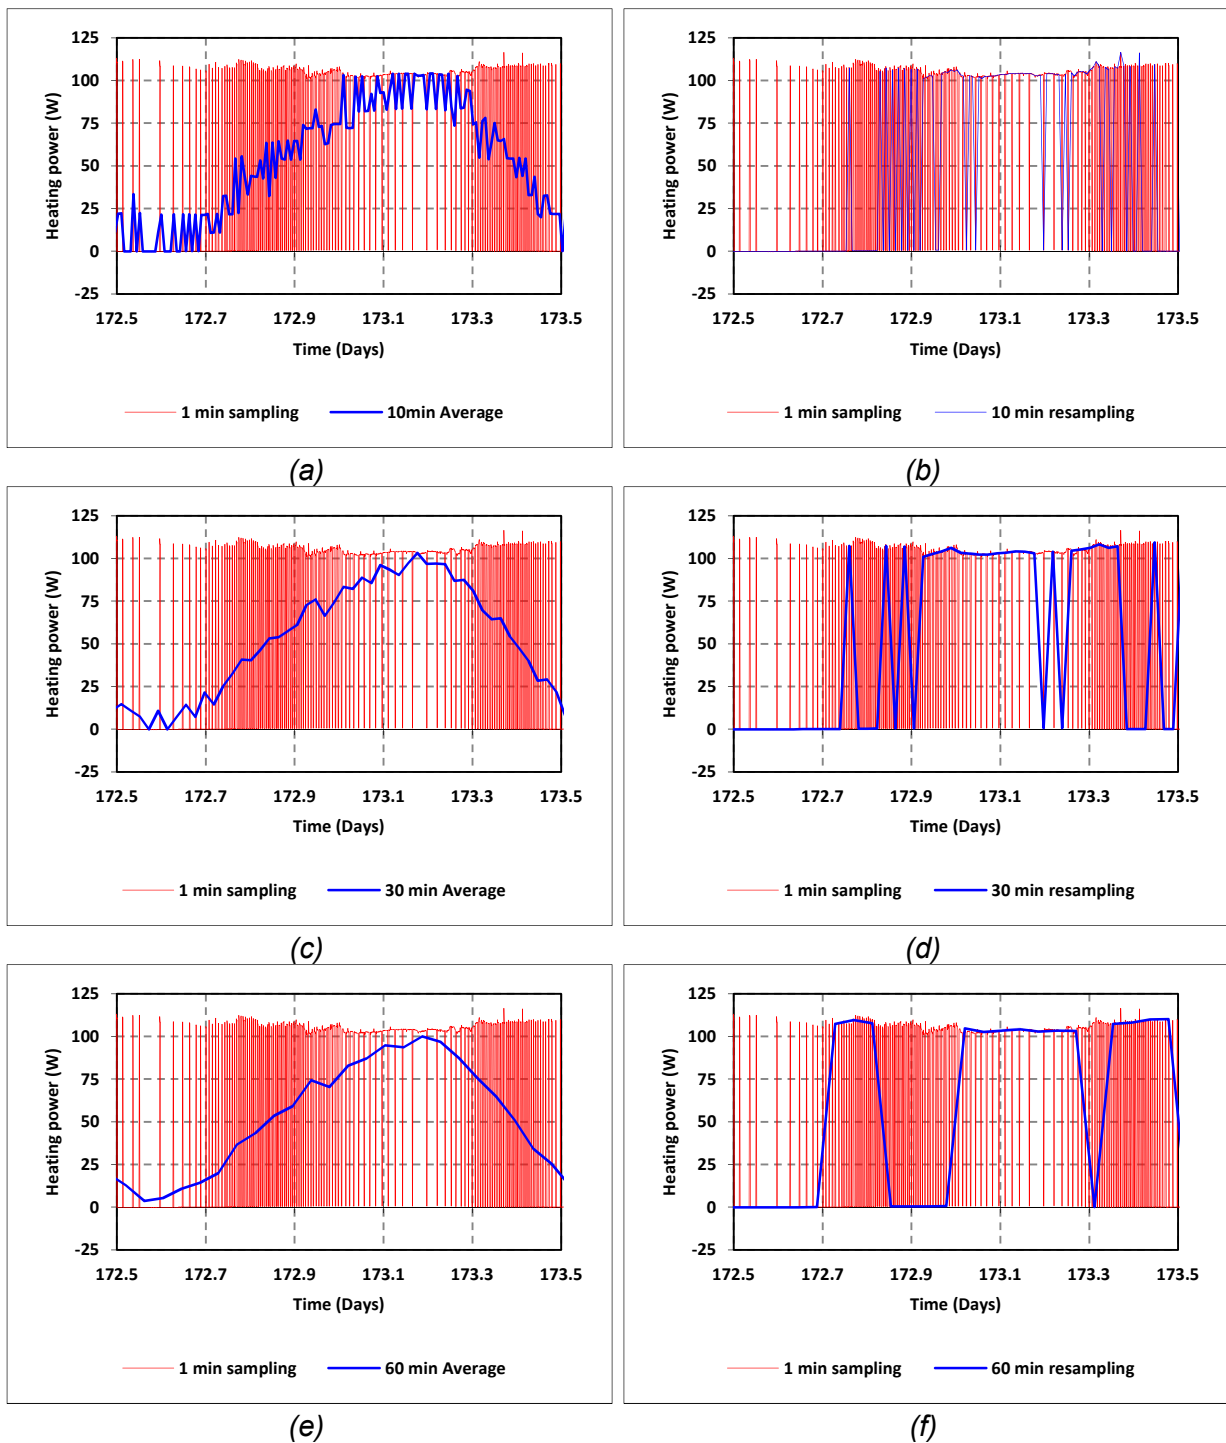 125
100
75
50
25
0
-25
Heating power (W)
172.5 172.7 172.9 173.1 173.3 173.5
Time (Days)
1 min sampling 10min Average
(a)
125
100
75
50
25
0
-25
Heating power (W)
172.5 172.7 172.9 173.1 173.3 173.5
Time (Days)
1 min sampling 10 min resampling
(b)
125
100
75
50
25
0
-25
Heating power (W)
172.5 172.7 172.9 173.1 173.3 173.5
Time (Days)
1 min sampling 30 min Average
(c)
125
100
75
50
25
0
-25
Heating power (W)
172.5 172.7 172.9 173.1 173.3 173.5
Time (Days)
1 min sampling 30 min resampling
(d)
125
100
75
50
25
0
-25
Heating power (W)
172.5 172.7 172.9 173.1 173.3 173.5
Time (Days)
1 min sampling 60 min Average
(e)
125
100
75
50
25
0
-25
Heating power (W)
172.5 172.7 172.9 173.1 173.3 173.5
Time (Days)
1 min sampling 60 min resampling
(f)